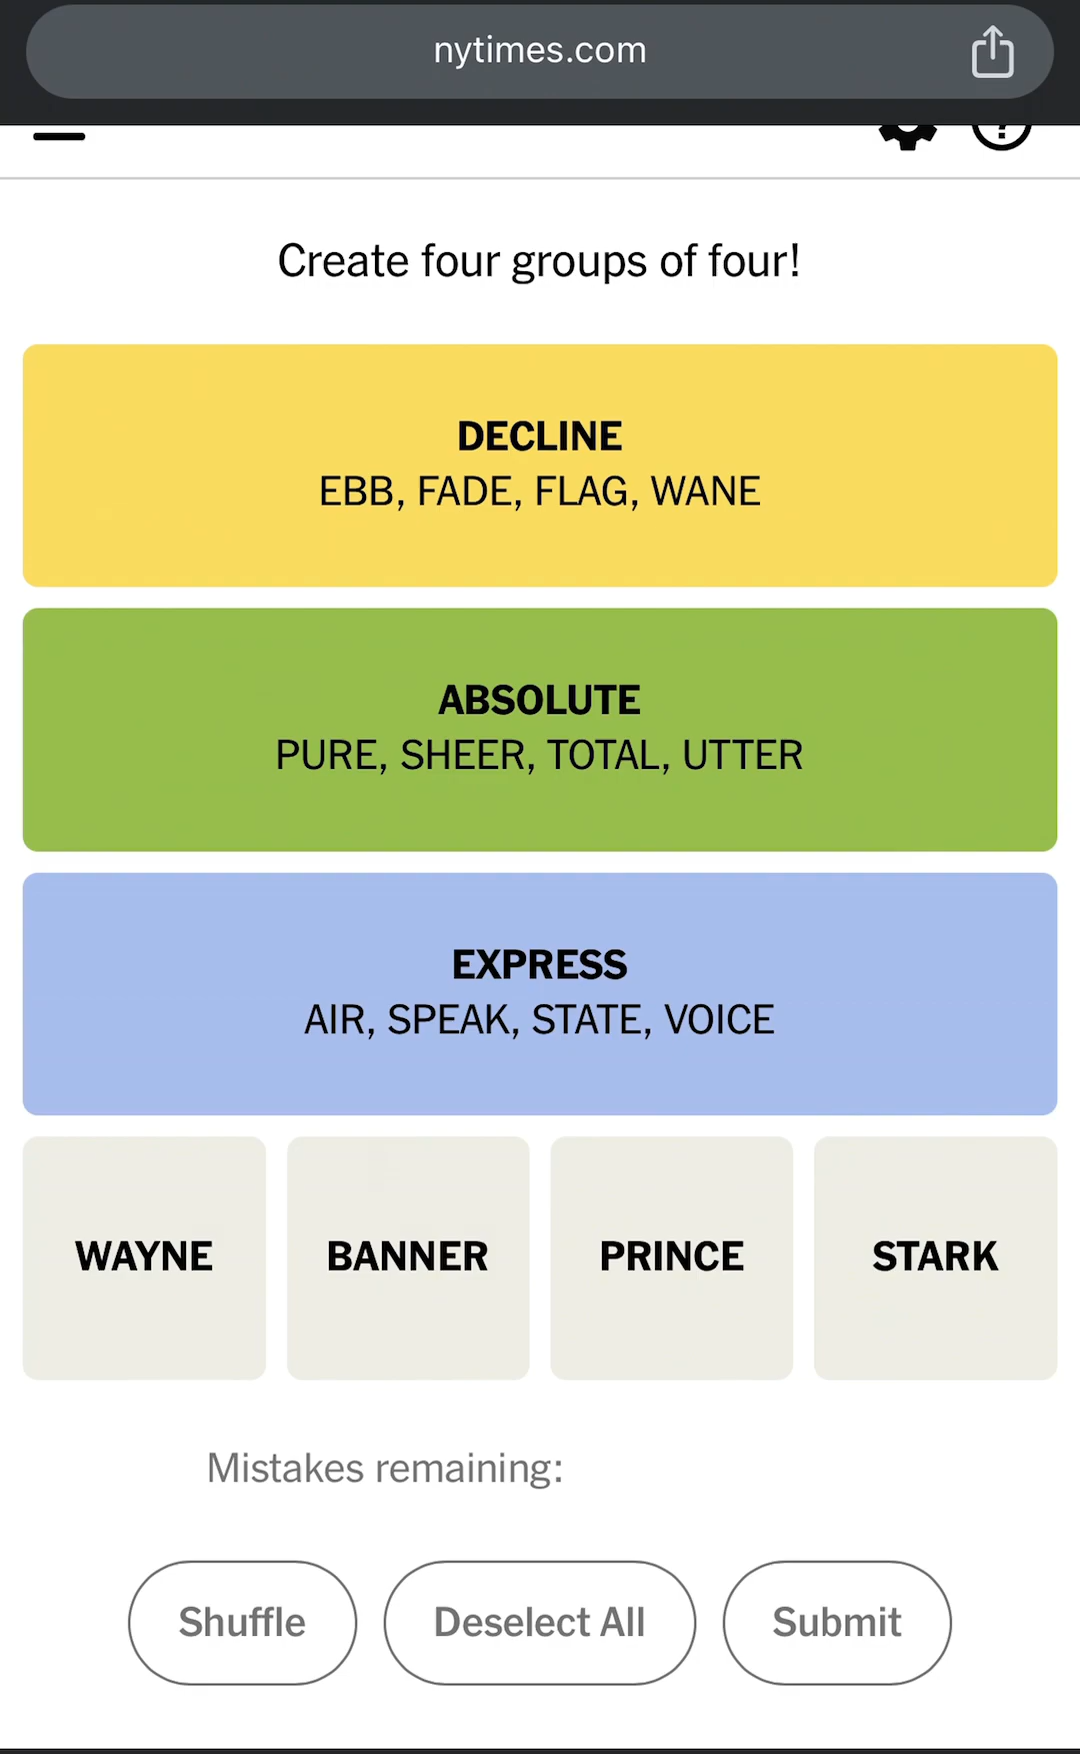 nytimes.com
Create four groups of four!
DECLINE
EBB, FADE, FLAG, WANE
ABSOLUTE
PURE, SHEER, TOTAL, UTTER
EXPRESS
AIR, SPEAK, STATE, VOICE
WAYNE BANNER PRINCE STARK
Mistakes remaining:
Shuffle Deselect All Submit